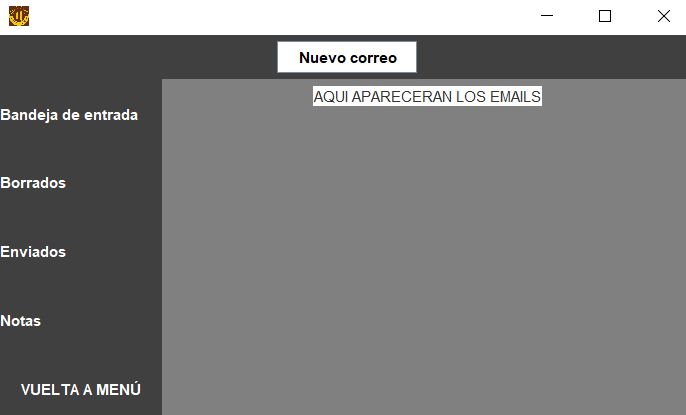 Nuevo correo
AQUI APARECERAN LOS EMAILS
Bandeja de entrada
Borrados
Enviados
Notas
VUELTA A MENÚ